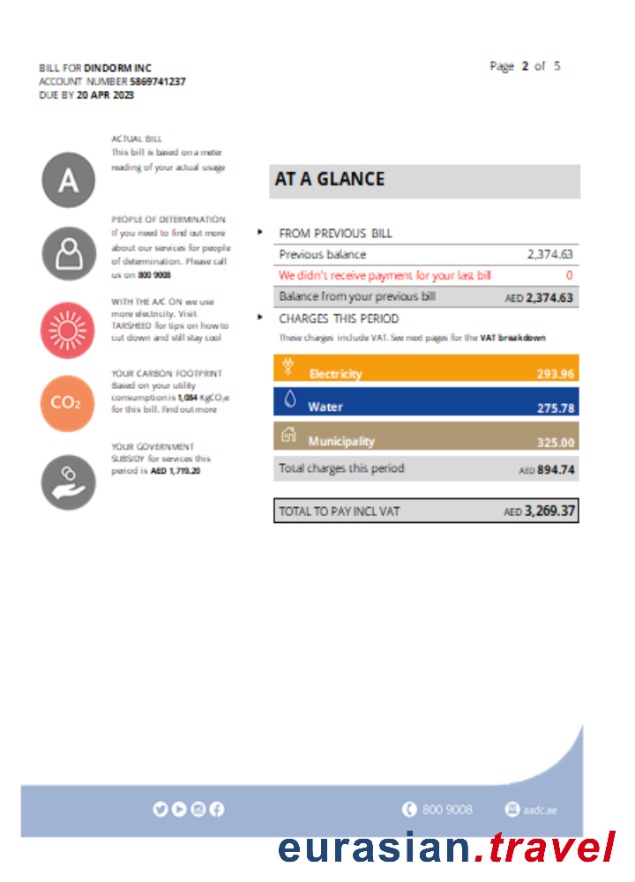 BILL FOR DINDORM INC
ACCOUNT NUMBER 5869741237
DUE BY 20 APR 2023
Page 2 of 5
ACTUAL BILL
This bill is based on a meter
reading of your actual usage
A
PEOPLE OF DETERMINATION
If you need to find out more
about our services for people
of determination. Please call
us on 800 9008
WITH THE A/C ON we use
more electricity. Visit
TARSHEED for tips on how to
cut down and still stay cool
YOUR CARBON FOOTPRINT
Based on your utility
consumption is 1,084 KgCO₂e
for this bill. Find out more
CO₂
YOUR GOVERNMENT
SUBSIDY for services this
period is AED 1,719.20
AT A GLANCE
FROM PREVIOUS BILL
Previous balance 2,374.63
We didn't receive payment for your last bill 0
Balance from your previous bill AED 2,374.63
CHARGES THIS PERIOD
These charges include VAT. See next pages for the VAT breakdown
Electricity 293.96
Water 275.78
Municipality 325.00
Total charges this period AED 894.74
TOTAL TO PAY INCL VAT AED 3,269.37
800 9008
aadc.ae
eurasian.travel